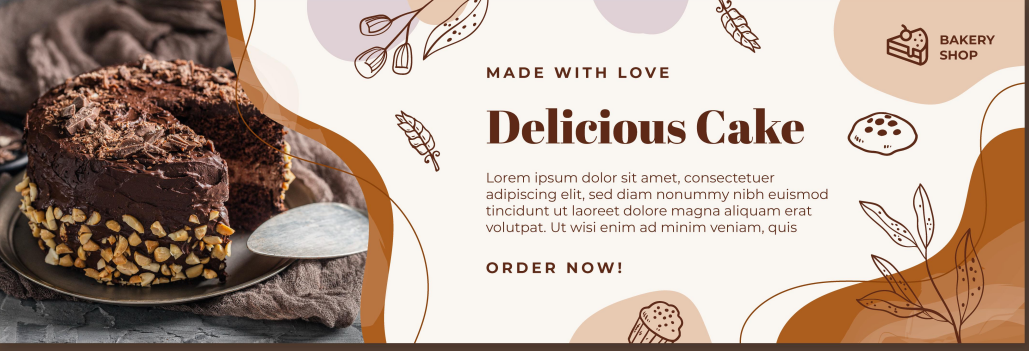 BAKERY
SHOP
MADE WITH LOVE
Delicious Cake
Lorem ipsum dolor sit amet, consectetuer
adipiscing elit, sed diam nonummy nibh euismod
tincidunt ut laoreet dolore magna aliquam erat
volutpat. Ut wisi enim ad minim veniam, quis
ORDER NOW!